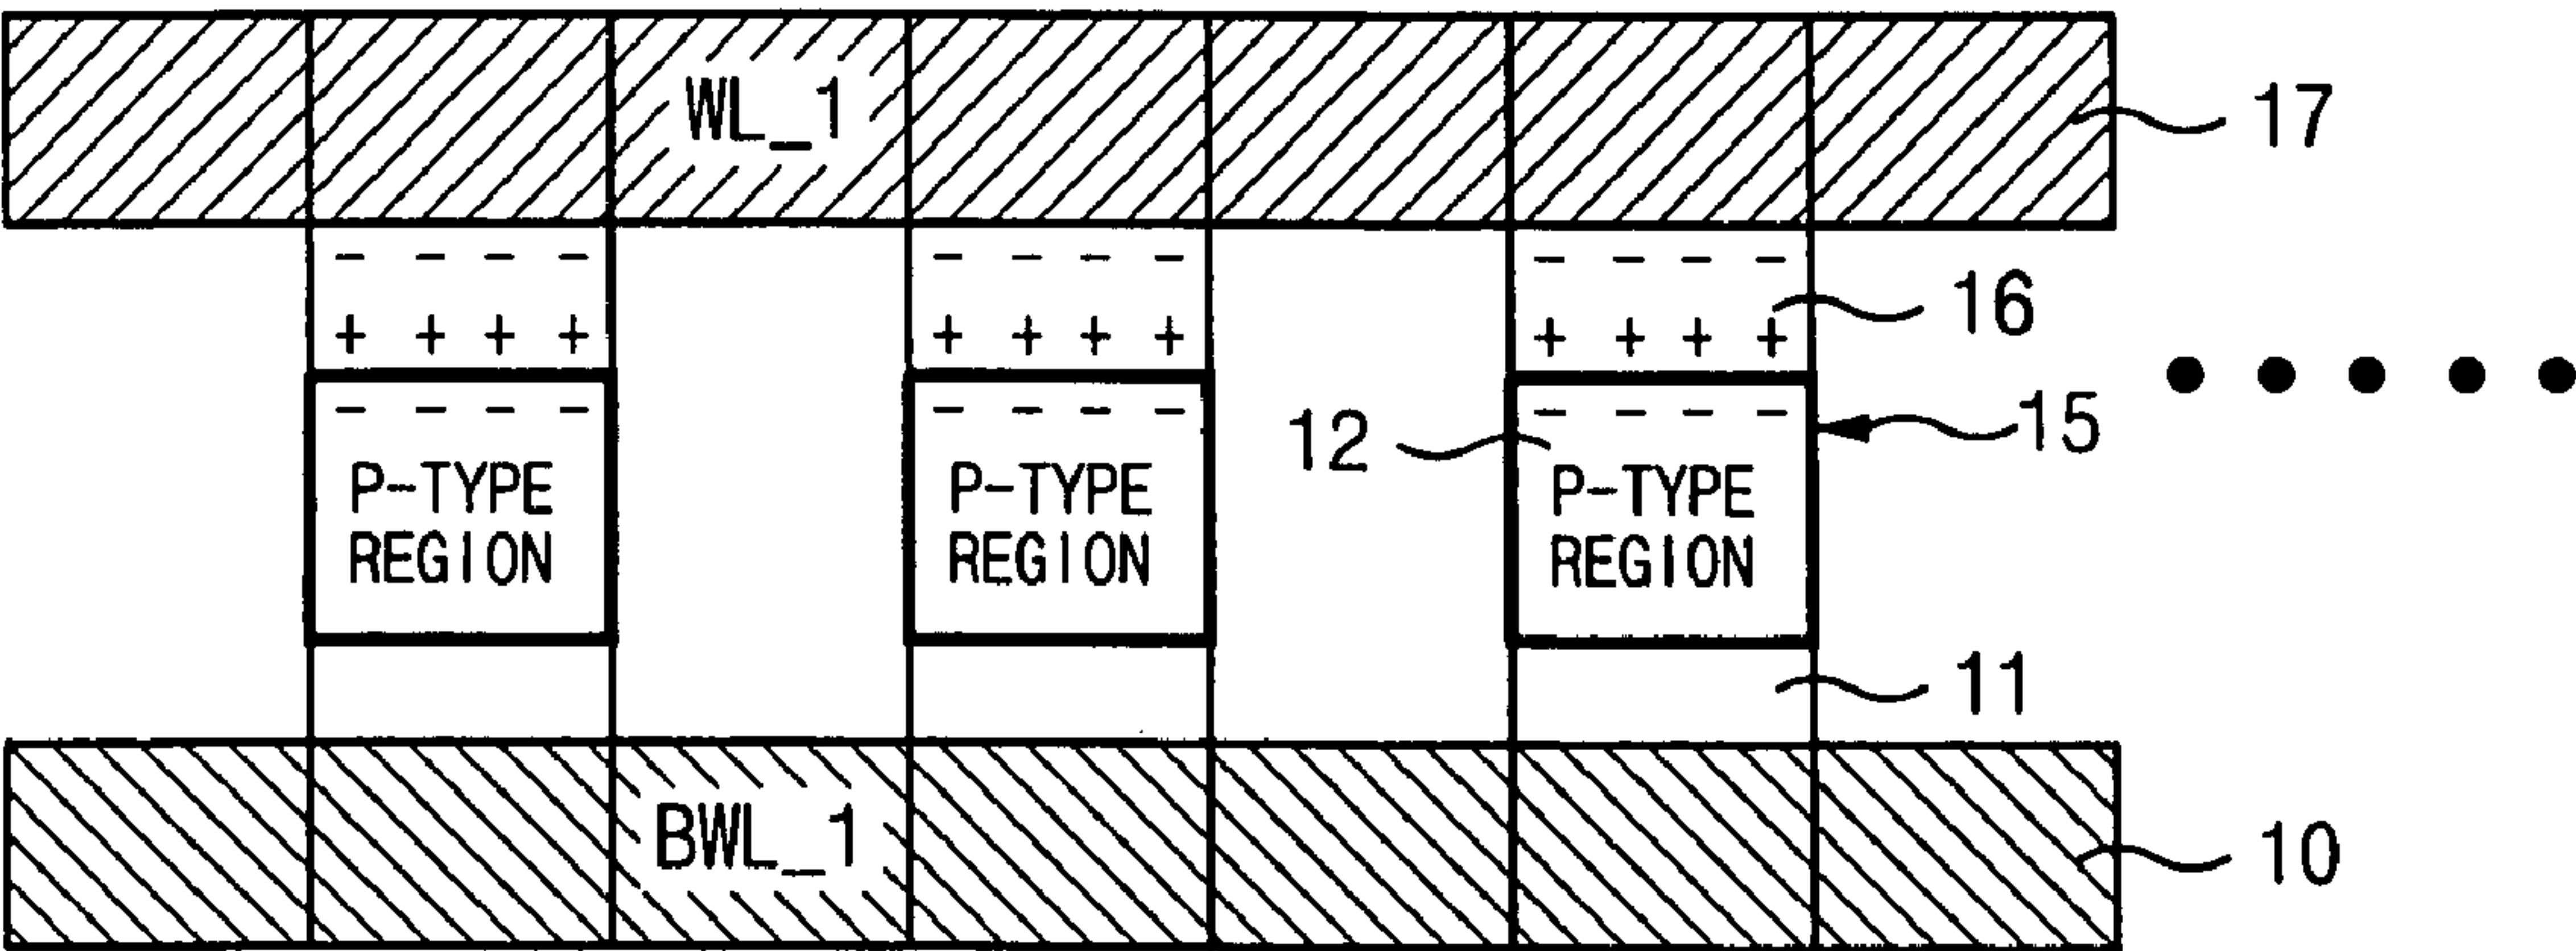 WL_1
17
- - - -
- - - -
- - - -
16
+ + + +
+ + + +
+ + + +
- - - -
- - - -
- - - -
12
15
P-TYPE
REGION
P-TYPE
REGION
P-TYPE
REGION
11
BWL_1
10